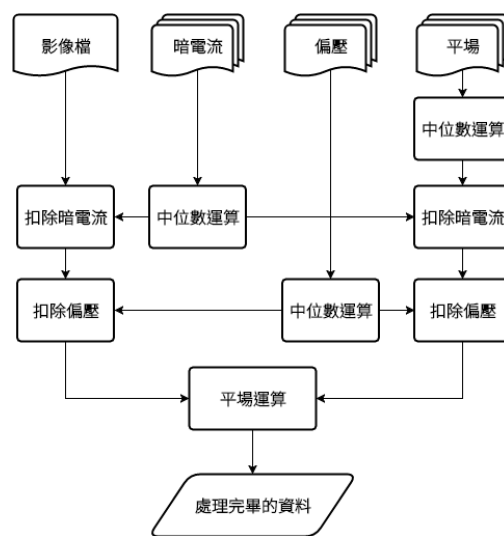 影像檔
暗電流
偏壓
平場
中位數運算
扣除暗電流
中位數運算
扣除暗電流
扣除偏壓
中位數運算
扣除偏壓
平場運算
處理完畢的資料